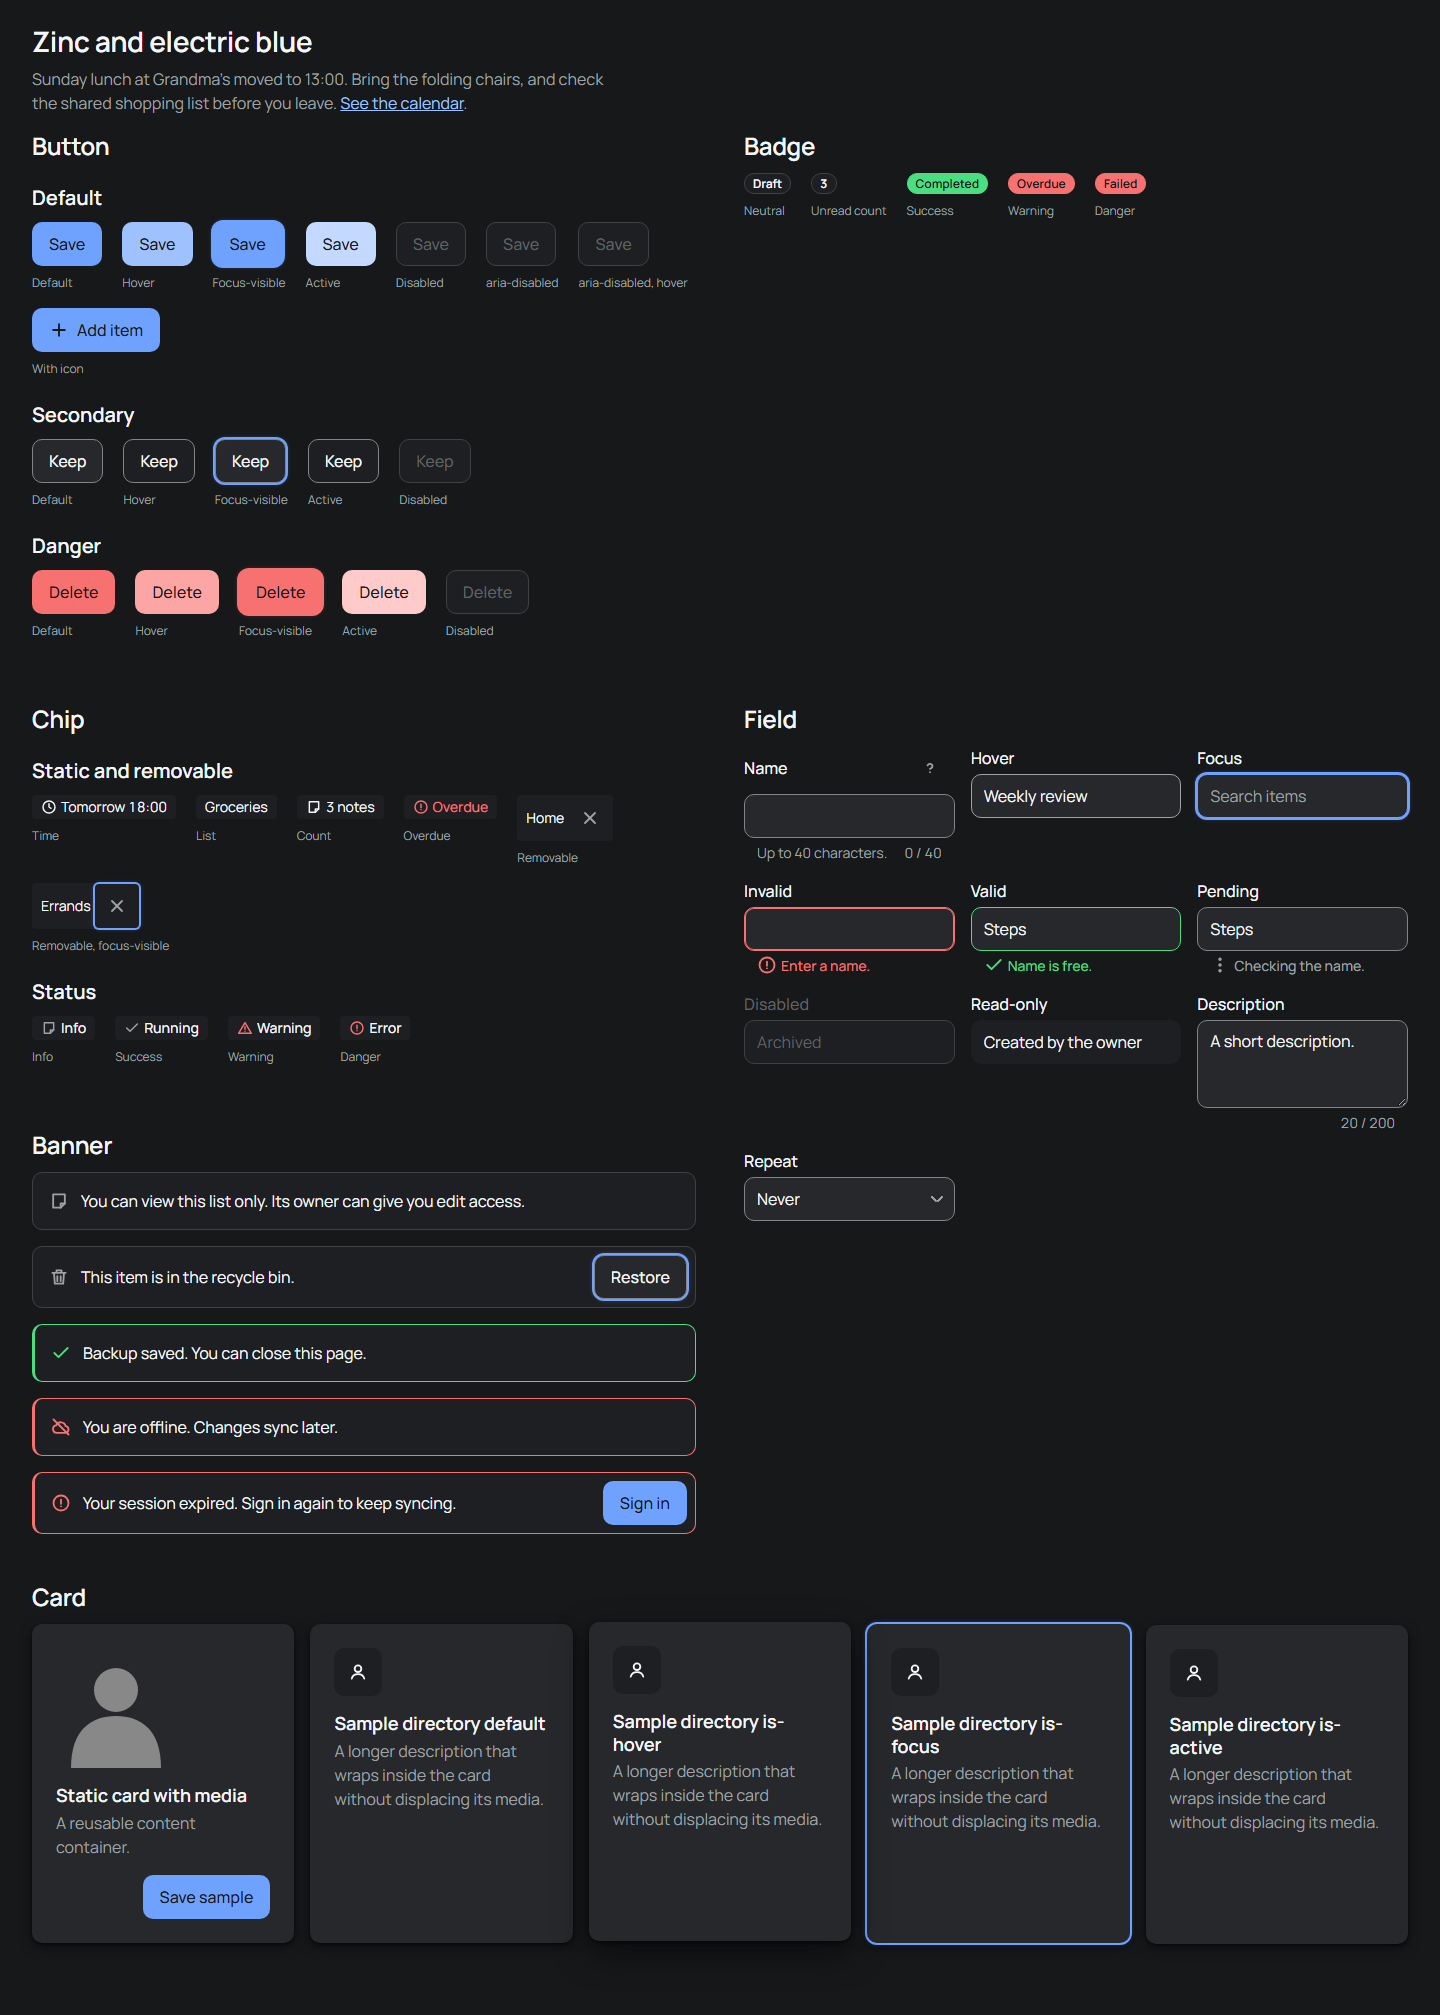 Zinc and electric blue
Sunday lunch at Grandma's moved to 13:00. Bring the folding chairs, and check
the shared shopping list before you leave. See the calendar.
Button
Default
Save Save Save Save Save Save Save
Default Hover Focus-visible Active Disabled aria-disabled aria-disabled, hover
Add item
With icon
Secondary
Keep Keep Keep Keep Keep
Default Hover Focus-visible Active Disabled
Danger
Delete Delete Delete Delete Delete
Default Hover Focus-visible Active Disabled
Badge
Draft 3 Completed Overdue Failed
Neutral Unread count Success Warning Danger
Chip
Static and removable
Tomorrow 18:00 Groceries 3 notes Overdue Home
Time List Count Overdue Removable
Errands
Removable, focus-visible
Status
Info Running Warning Error
Info Success Warning Danger
Field
Name ? Hover Focus
Weekly review Search items
Up to 40 characters. 0 / 40
Invalid Valid Pending
Steps Steps
Enter a name. Name is free. Checking the name.
Disabled Read-only Description
Archived Created by the owner A short description.
20 / 200
Repeat
Never
Banner
You can view this list only. Its owner can give you edit access.
This item is in the recycle bin. Restore
Backup saved. You can close this page.
You are offline. Changes sync later.
Your session expired. Sign in again to keep syncing. Sign in
Card
Static card with media
A reusable content
container.
Save sample
Sample directory default
A longer description that
wraps inside the card
without displacing its media.
Sample directory is-
hover
A longer description that
wraps inside the card
without displacing its media.
Sample directory is-
focus
A longer description that
wraps inside the card
without displacing its media.
Sample directory is-
active
A longer description that
wraps inside the card
without displacing its media.